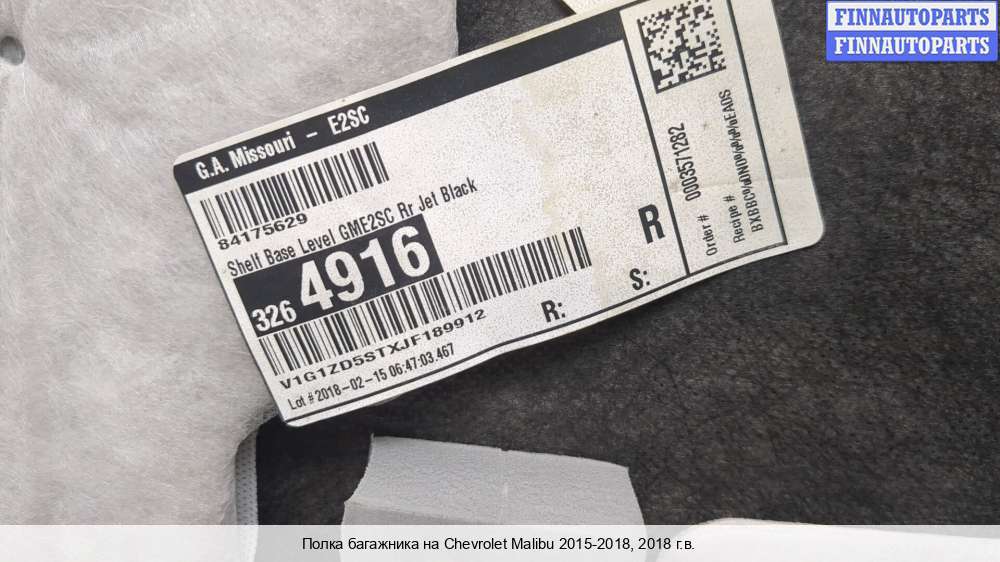 FINNAUTOPARTS
FINNAUTOPARTS
G.A. Missouri - E2SC
84175629
Shelf Base Level GME2SC Rr Jet Black
326 4916
V1G1ZD5STXJF189912
Lot # 2018-02-15 06:47:03.467
R:
S:
R
Order # 0003571282
Recipe #
Полка багажника на Chevrolet Malibu 2015-2018, 2018 г.в.